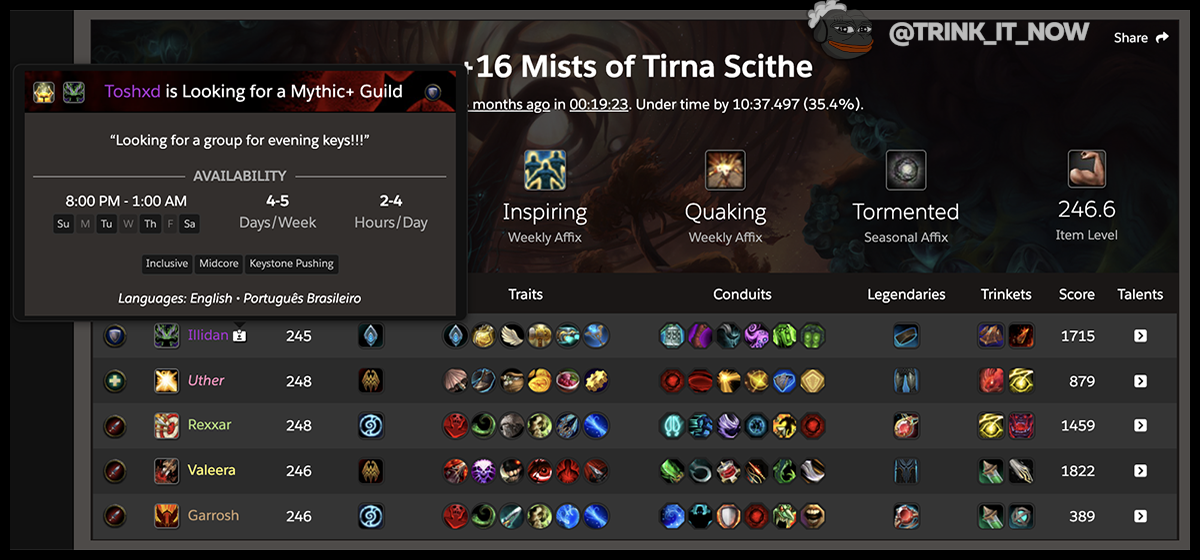 @TRINK_IT_NOW
Share
+16 Mists of Tirna Scithe
months ago in 00:19:23. Under time by 10:37.497 (35.4%).
Toshxd is Looking for a Mythic+ Guild
“Looking for a group for evening keys!!!”
AVAILABILITY
8:00 PM - 1:00 AM 4-5 2-4
Su M Tu W Th F Sa Days/Week Hours/Day
Inclusive Midcore Keystone Pushing
Languages: English • Português Brasileiro
Inspiring Quaking Tormented 246.6
Weekly Affix Weekly Affix Seasonal Affix Item Level
Traits Conduits Legendaries Trinkets Score Talents
Illidan 245 1715
Uther 248 879
Rexxar 248 1459
Valeera 246 1822
Garrosh 246 389